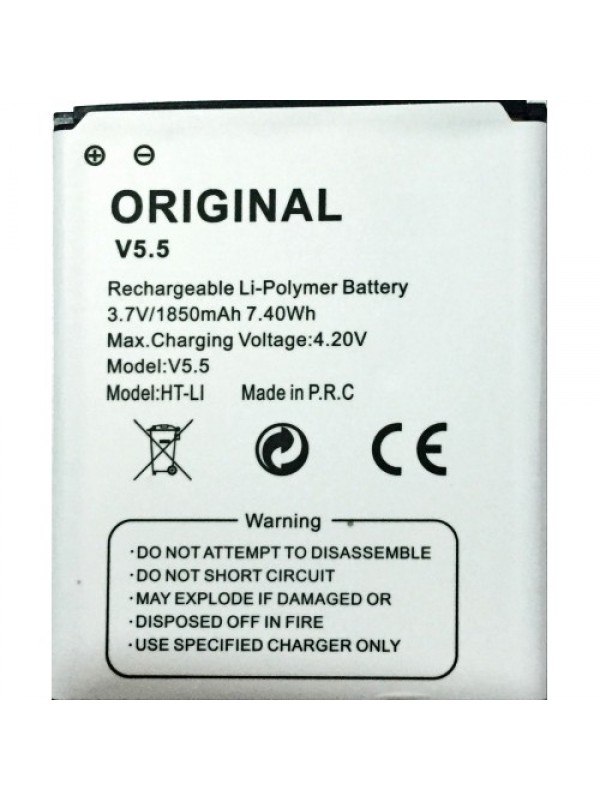 ORIGINAL
V5.5
Rechargeable Li-Polymer Battery
3.7V/1850mAh 7.40Wh
Max.Charging Voltage:4.20V
Model:V5.5
Model:HT-LI Made in P.R.C
CE
Warning
·DO NOT ATTEMPT TO DISASSEMBLE
·DO NOT SHORT CIRCUIT
·MAY EXPLODE IF DAMAGED OR
·DISPOSED OFF IN FIRE
·USE SPECIFIED CHARGER ONLY